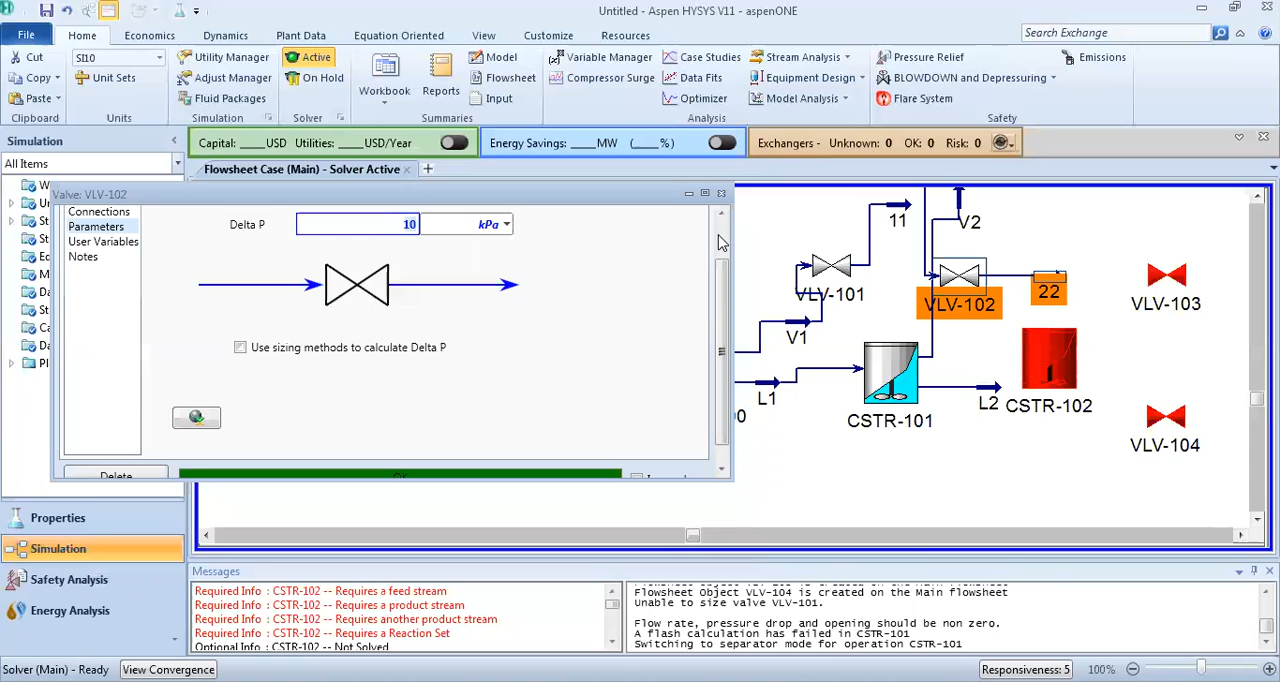 Untitled - Aspen HYSYS V11 - aspenONE
File Home Economics Dynamics Plant Data Equation Oriented View Customize Resources Search Exchange
Cut SI10 Utility Manager Active Model Variable Manager Case Studies Stream Analysis Pressure Relief Emissions
Copy Unit Sets Adjust Manager On Hold Workbook Reports Flowsheet Compressor Surge Data Fits Equipment Design BLOWDOWN and Depressuring
Paste Fluid Packages Input Optimizer Model Analysis Flare System
Clipboard Units Simulation Solver Summaries Analysis Safety
Simulation Capital: ____USD Utilities: ____USD/Year Energy Savings: ____MW (____%) Exchangers - Unknown: 0 OK: 0 Risk: 0
All Items Flowsheet Case (Main) - Solver Active
Valve: VLV-102
Connections
Parameters
User Variables
Notes
Delta P 10 kPa
Use sizing methods to calculate Delta P
Delete
11
V2
VLV-101
VLV-102
22
VLV-103
V1
L1
CSTR-101
L2
CSTR-102
VLV-104
Properties
Simulation
Safety Analysis
Energy Analysis
Messages
Required Info : CSTR-102 -- Requires a feed stream
Required Info : CSTR-102 -- Requires a product stream
Required Info : CSTR-102 -- Requires another product stream
Required Info : CSTR-102 -- Requires a Reaction Set
Optional Info : CSTR-102 -- Not Solved
Flowsheet Object VLV-104 is created on the Main flowsheet
Unable to size valve VLV-101.
Flow rate, pressure drop and opening should be non zero.
A flash calculation has failed in CSTR-101
Switching to separator mode for operation CSTR-101
Solver (Main) - Ready View Convergence Responsiveness: 5 100%